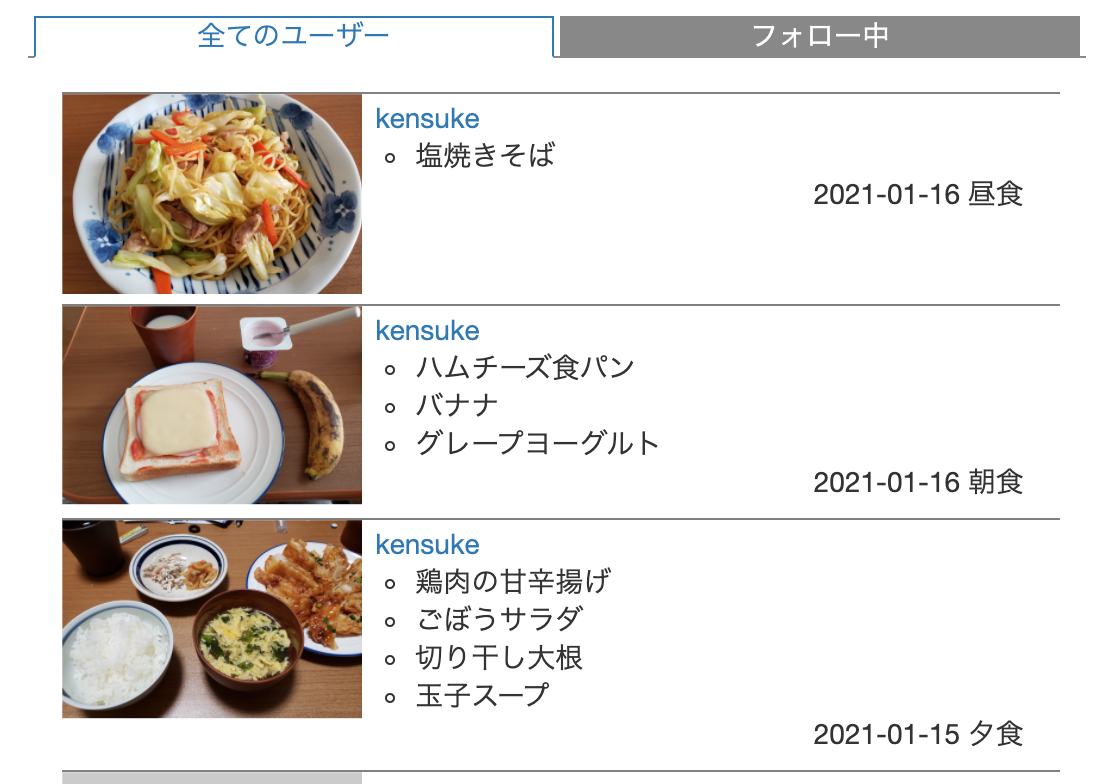 全てのユーザー
フォロー中
kensuke
塩焼きそば
2021-01-16 昼食
kensuke
ハムチーズ食パン
バナナ
グレープヨーグルト
2021-01-16 朝食
kensuke
鶏肉の甘辛揚げ
ごぼうサラダ
切り干し大根
玉子スープ
2021-01-15 夕食